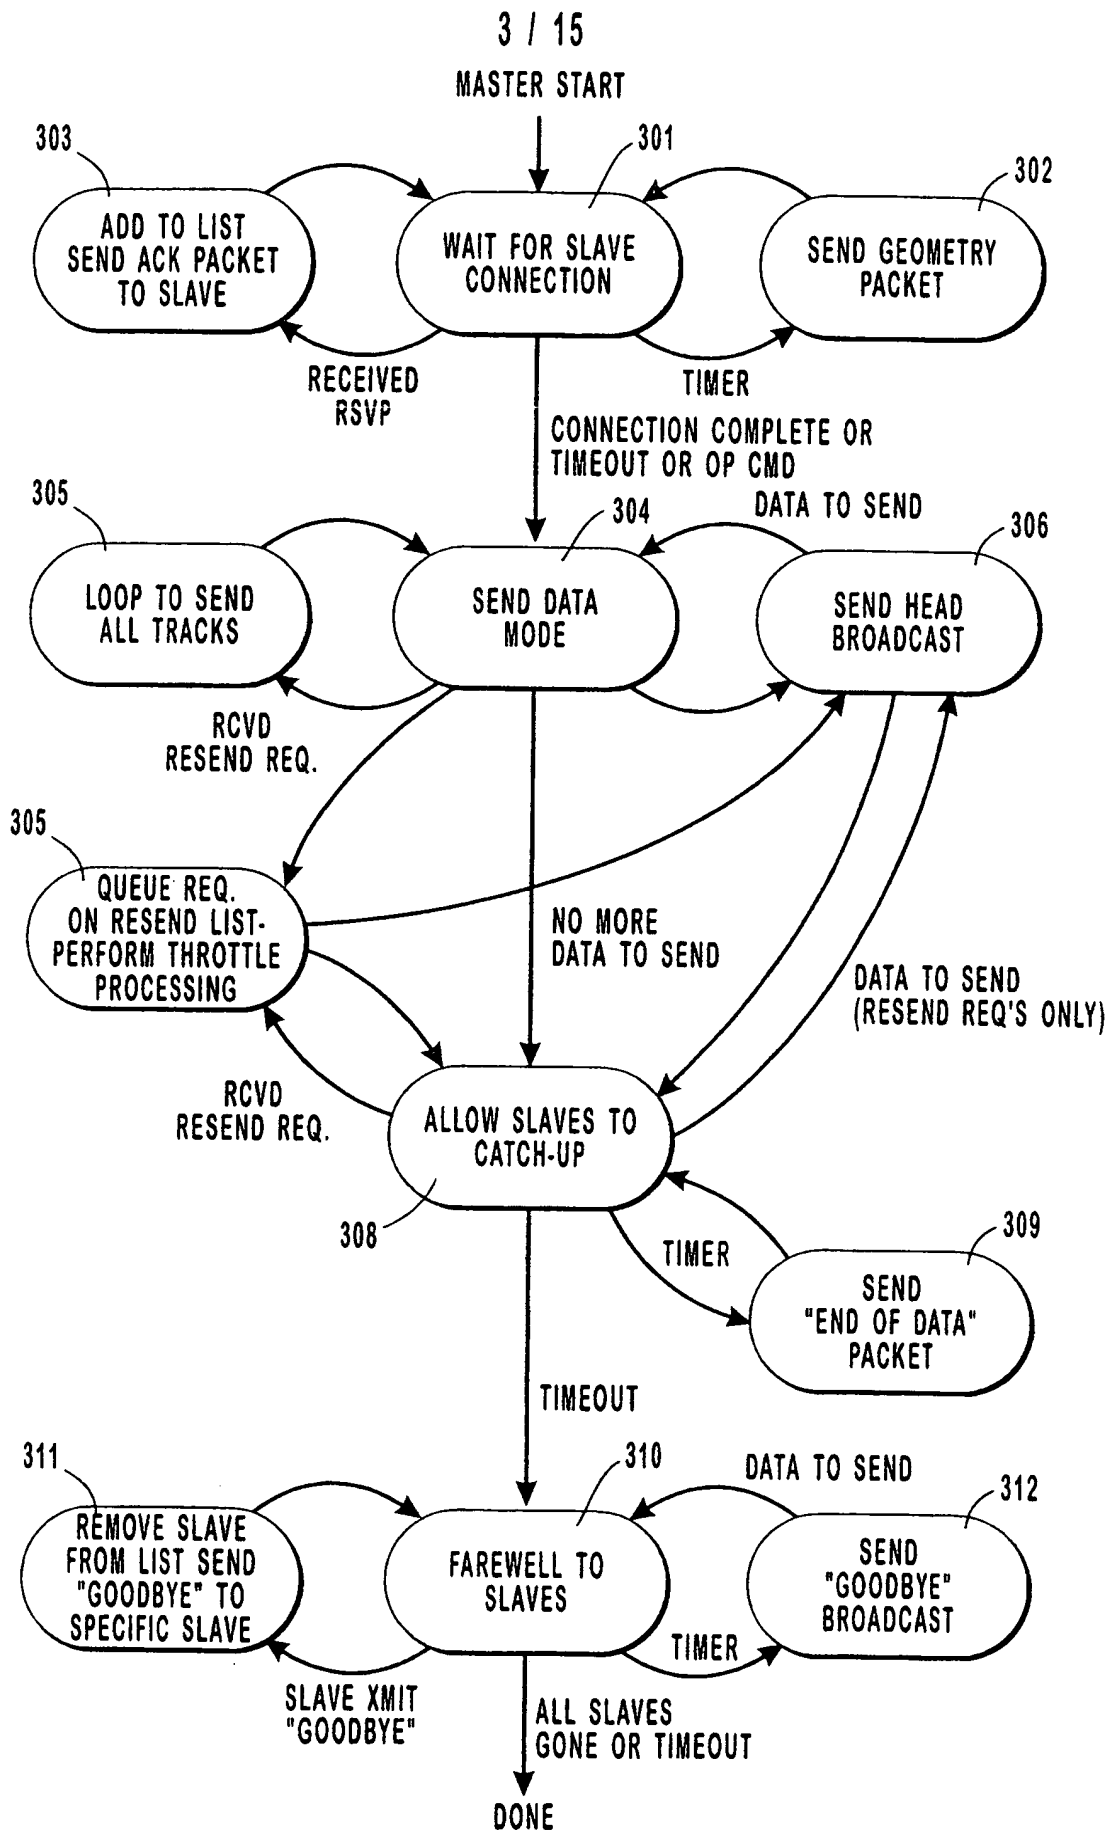 3 / 15
MASTER START
303
301
302
ADD TO LIST
SEND ACK PACKET
TO SLAVE
WAIT FOR SLAVE
CONNECTION
SEND GEOMETRY
PACKET
RECEIVED
RSVP
TIMER
CONNECTION COMPLETE OR
TIMEOUT OR OP CMD
305
304
DATA TO SEND
306
LOOP TO SEND
ALL TRACKS
SEND DATA
MODE
SEND HEAD
BROADCAST
RCVD
RESEND REQ.
305
QUEUE REQ.
ON RESEND LIST-
PERFORM THROTTLE
PROCESSING
NO MORE
DATA TO SEND
DATA TO SEND
(RESEND REQ'S ONLY)
RCVD
RESEND REQ.
ALLOW SLAVES TO
CATCH-UP
308
TIMER
309
SEND
"END OF DATA"
PACKET
TIMEOUT
311
310
DATA TO SEND
312
REMOVE SLAVE
FROM LIST SEND
"GOODBYE" TO
SPECIFIC SLAVE
FAREWELL TO
SLAVES
SEND
"GOODBYE"
BROADCAST
TIMER
SLAVE XMIT
"GOODBYE"
ALL SLAVES
GONE OR TIMEOUT
DONE